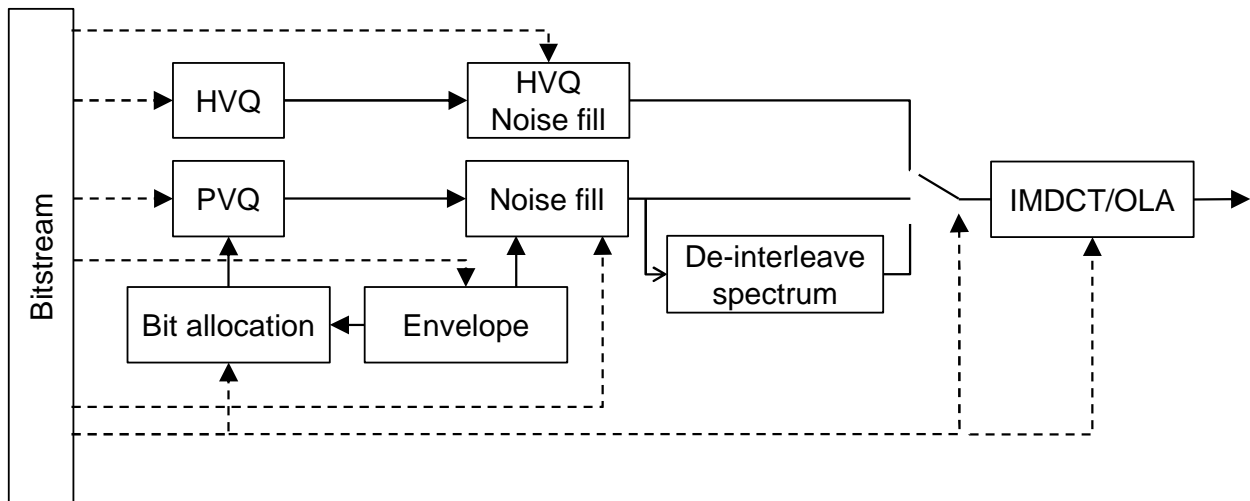 Bitstream
HVQ
HVQ
Noise fill
PVQ
Noise fill
IMDCT/OLA
De-interleave
spectrum
Bit allocation
Envelope